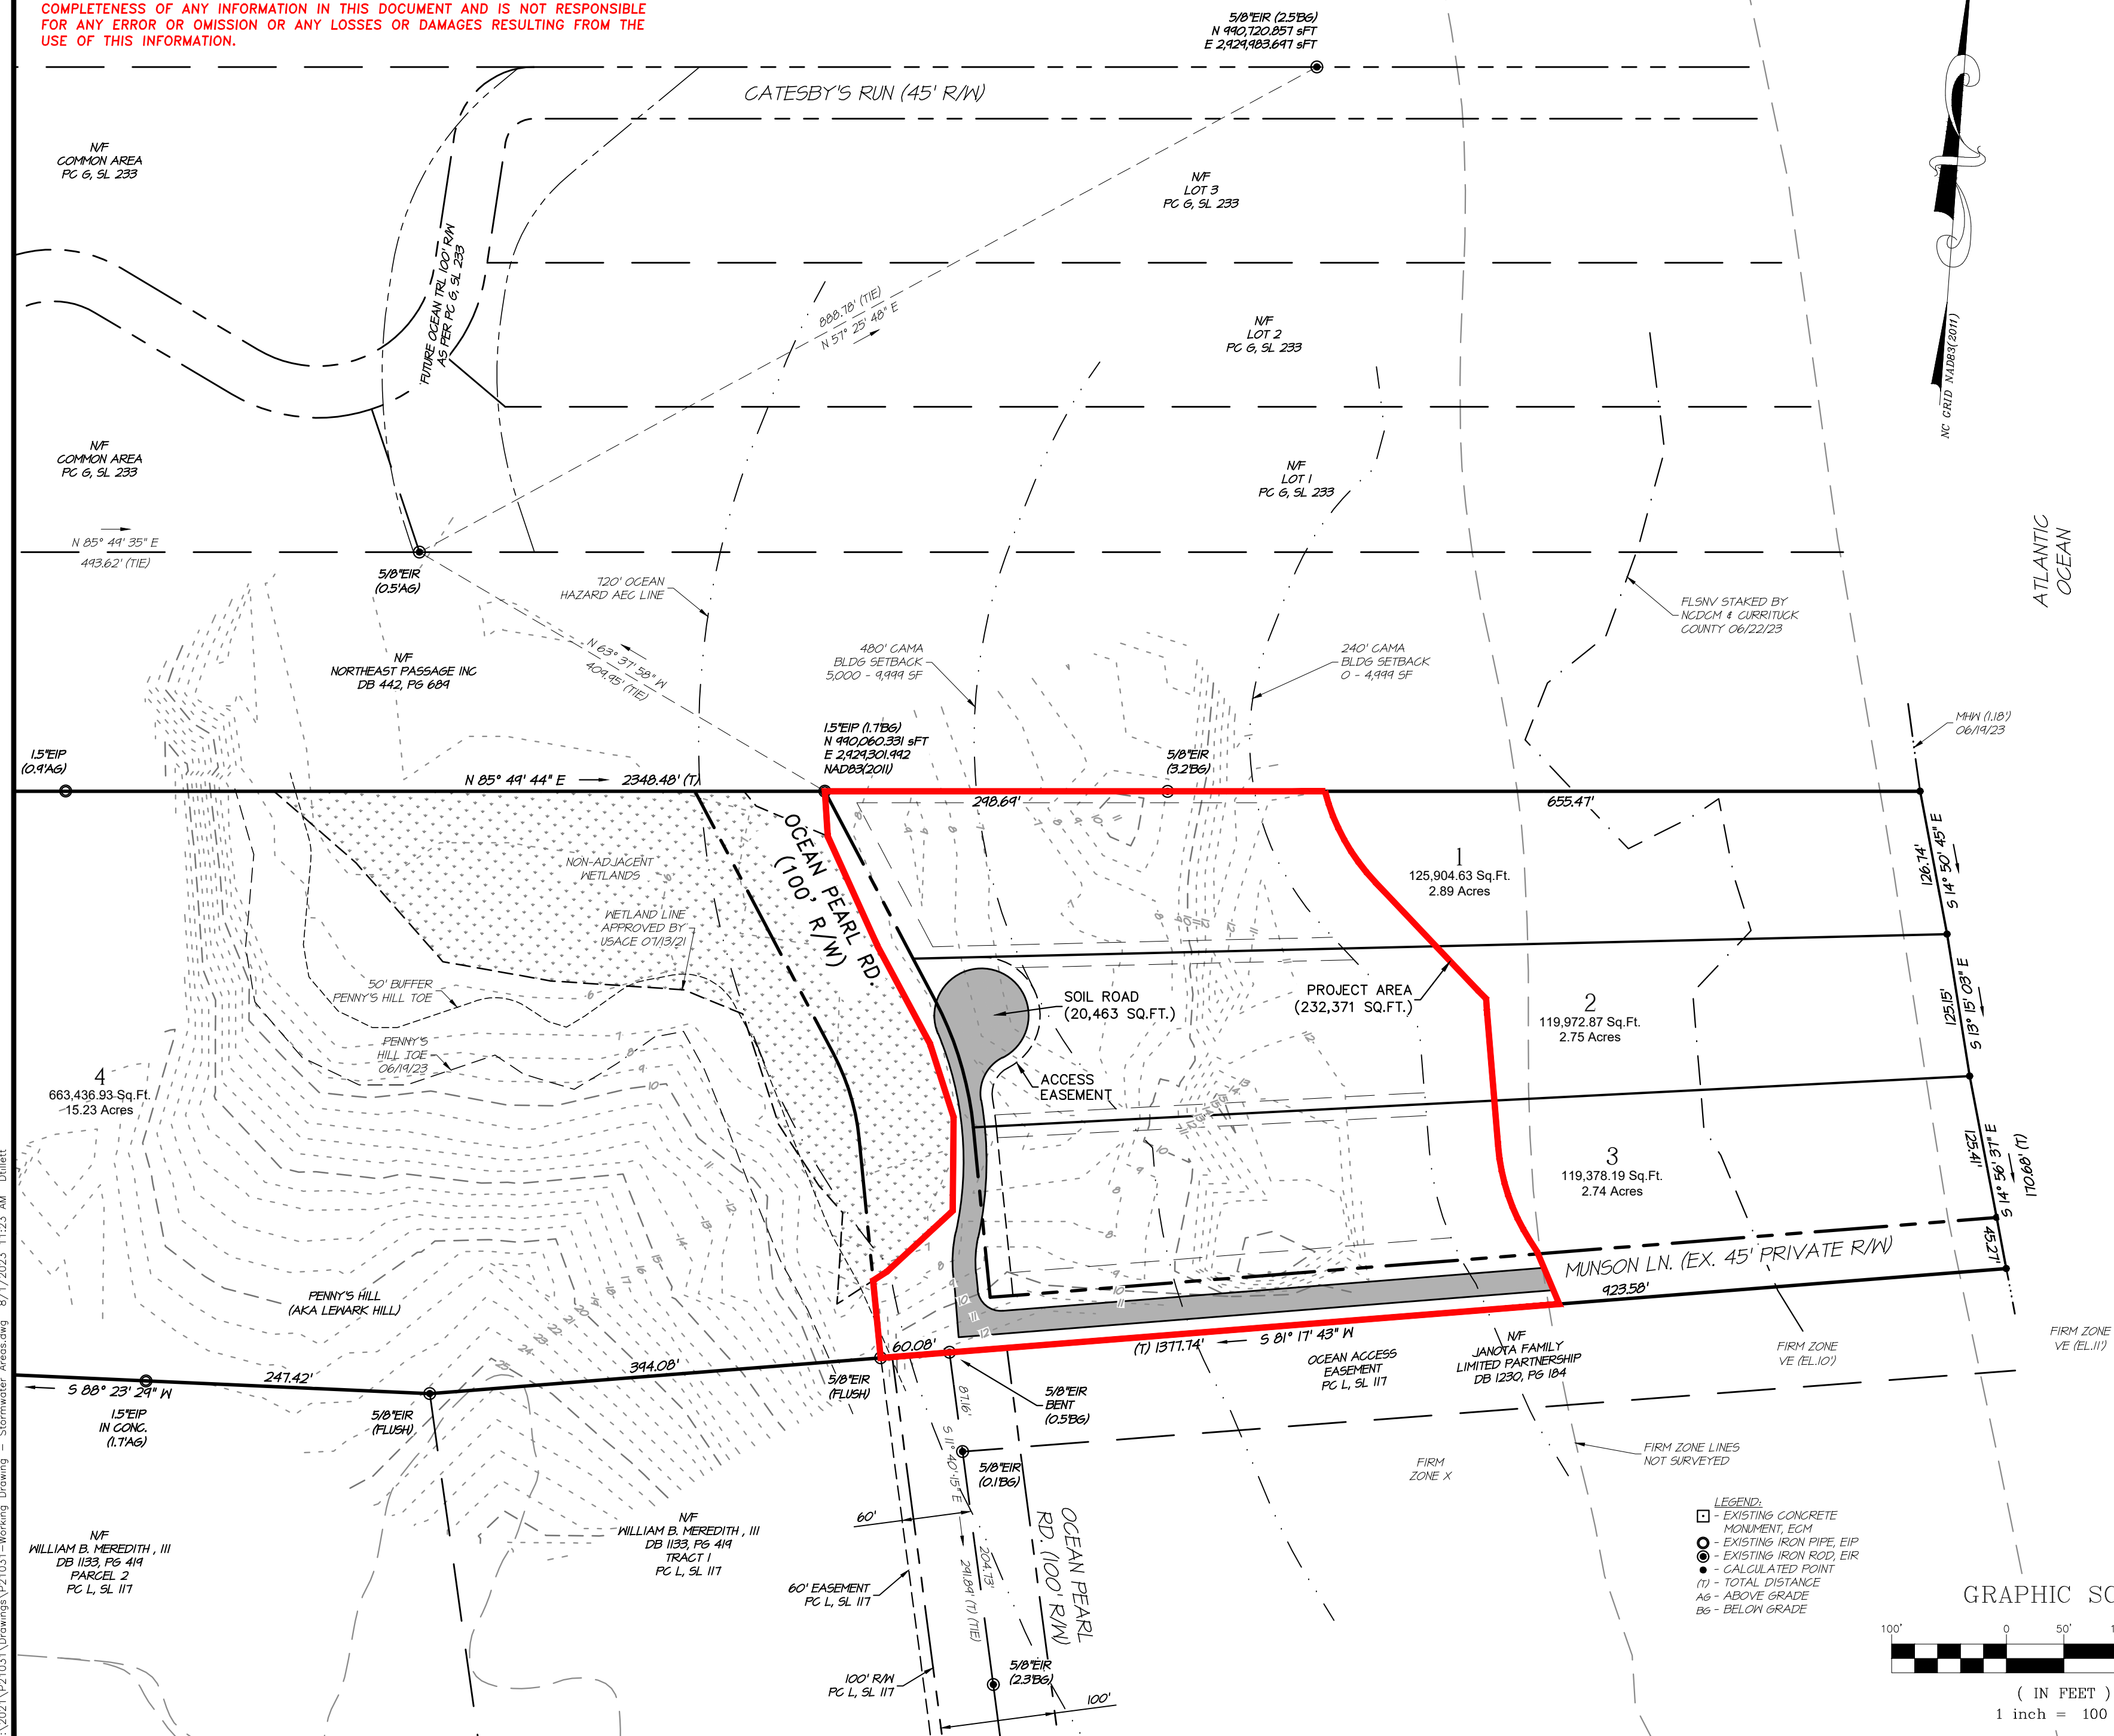 COMPLETENESS OF ANY INFORMATION IN THIS DOCUMENT AND IS NOT RESPONSIBLE
FOR ANY ERROR OR OMISSION OR ANY LOSSES OR DAMAGES RESULTING FROM THE
USE OF THIS INFORMATION.
5/8"EIR (2.5'BG)
N 990,720.857 sFT
E 2,929,983.697 sFT
CATESBY'S RUN (45' R/W)
N/F
COMMON AREA
PC G, SL 233
N/F
LOT 3
PC G, SL 233
'FUTURE OCEAN TRL 100' R/W
AS PER PC G, SL 233
888.78' (TIE)
N 57° 25' 48" E
N/F
LOT 2
PC G, SL 233
NC GRID NAD83(2011)
N/F
COMMON AREA
PC G, SL 233
N/F
LOT 1
PC G, SL 233
N 85° 49' 35" E
493.62' (TIE)
5/8"EIR
(0.5'AG)
720' OCEAN
HAZARD AEC LINE
ATLANTIC
OCEAN
FLSNV STAKED BY
NCDCM & CURRITUCK
COUNTY 06/22/23
N/F
NORTHEAST PASSAGE INC
DB 442, PG 689
N 63° 37' 58" W
409.95' (TIE)
480' CAMA
BLDG SETBACK
5,000 - 9,999 SF
240' CAMA
BLDG SETBACK
0 - 4,999 SF
MHW (1.18')
06/19/23
1.5"EIP
(0.9'AG)
1.5"EIP (1.7'BG)
N 990,060.331 sFT
E 2,929,301.992
NAD83(2011)
5/8"EIR
(3.2'BG)
N 85° 49' 44" E
2348.48' (T)
298.69'
655.47'
OCEAN PEARL RD.
(100' R/W)
NON-ADJACENT
WETLANDS
1
125,904.63 Sq.Ft.
2.89 Acres
126.74'
S 14° 50' 45" E
WETLAND LINE
APPROVED BY
USACE 07/13/21
50' BUFFER
PENNY'S HILL TOE
SOIL ROAD
(20,463 SQ.FT.)
PROJECT AREA
(232,371 SQ.FT.)
2
119,972.87 Sq.Ft.
2.75 Acres
125.15'
S 13° 15' 03" E
PENNY'S
HILL TOE
06/19/23
4
663,436.93 Sq.Ft.
15.23 Acres
ACCESS
EASEMENT
3
119,378.19 Sq.Ft.
2.74 Acres
125.41'
S 14° 56' 37" E
170.68' (T)
45.27'
MUNSON LN. (EX. 45' PRIVATE R/W)
923.58'
PENNY'S HILL
(AKA LEWARK HILL)
60.08'
(T) 1377.74'
S 81° 17' 43" W
OCEAN ACCESS
EASEMENT
PC L, SL 117
N/F
JANOTA FAMILY
LIMITED PARTNERSHIP
DB 1230, PG 184
FIRM ZONE
VE (EL.10')
FIRM ZONE
VE (EL.11')
S 88° 23' 29" W
247.42'
394.08'
5/8"EIR
(FLUSH)
5/8"EIR
(FLUSH)
1.5"EIP
IN CONC.
(1.7'AG)
5/8"EIR
BENT
(0.5'BG)
87.16'
S 11° 40' 15" E
5/8"EIR
(0.1'BG)
FIRM
ZONE X
FIRM ZONE LINES
NOT SURVEYED
60'
204.73'
291.89' (T) (TIE)
OCEAN PEARL
RD. (100' R/W)
N/F
WILLIAM B. MEREDITH , III
DB 1133, PG 419
PARCEL 2
PC L, SL 117
N/F
WILLIAM B. MEREDITH , III
DB 1133, PG 419
TRACT 1
PC L, SL 117
60' EASEMENT
PC L, SL 117
100' R/W
PC L, SL 117
5/8"EIR
(2.3'BG)
100'
LEGEND:
- EXISTING CONCRETE
MONUMENT, ECM
- EXISTING IRON PIPE, EIP
- EXISTING IRON ROD, EIR
- CALCULATED POINT
(T) - TOTAL DISTANCE
AG - ABOVE GRADE
BG - BELOW GRADE
GRAPHIC SC
100'
0
50'
( IN FEET )
1 inch = 100
:\2021\P21031\Drawings\P21031-Working Drawing - Stormwater Areas.dwg 8/1/2023 11:23 AM Dtillett